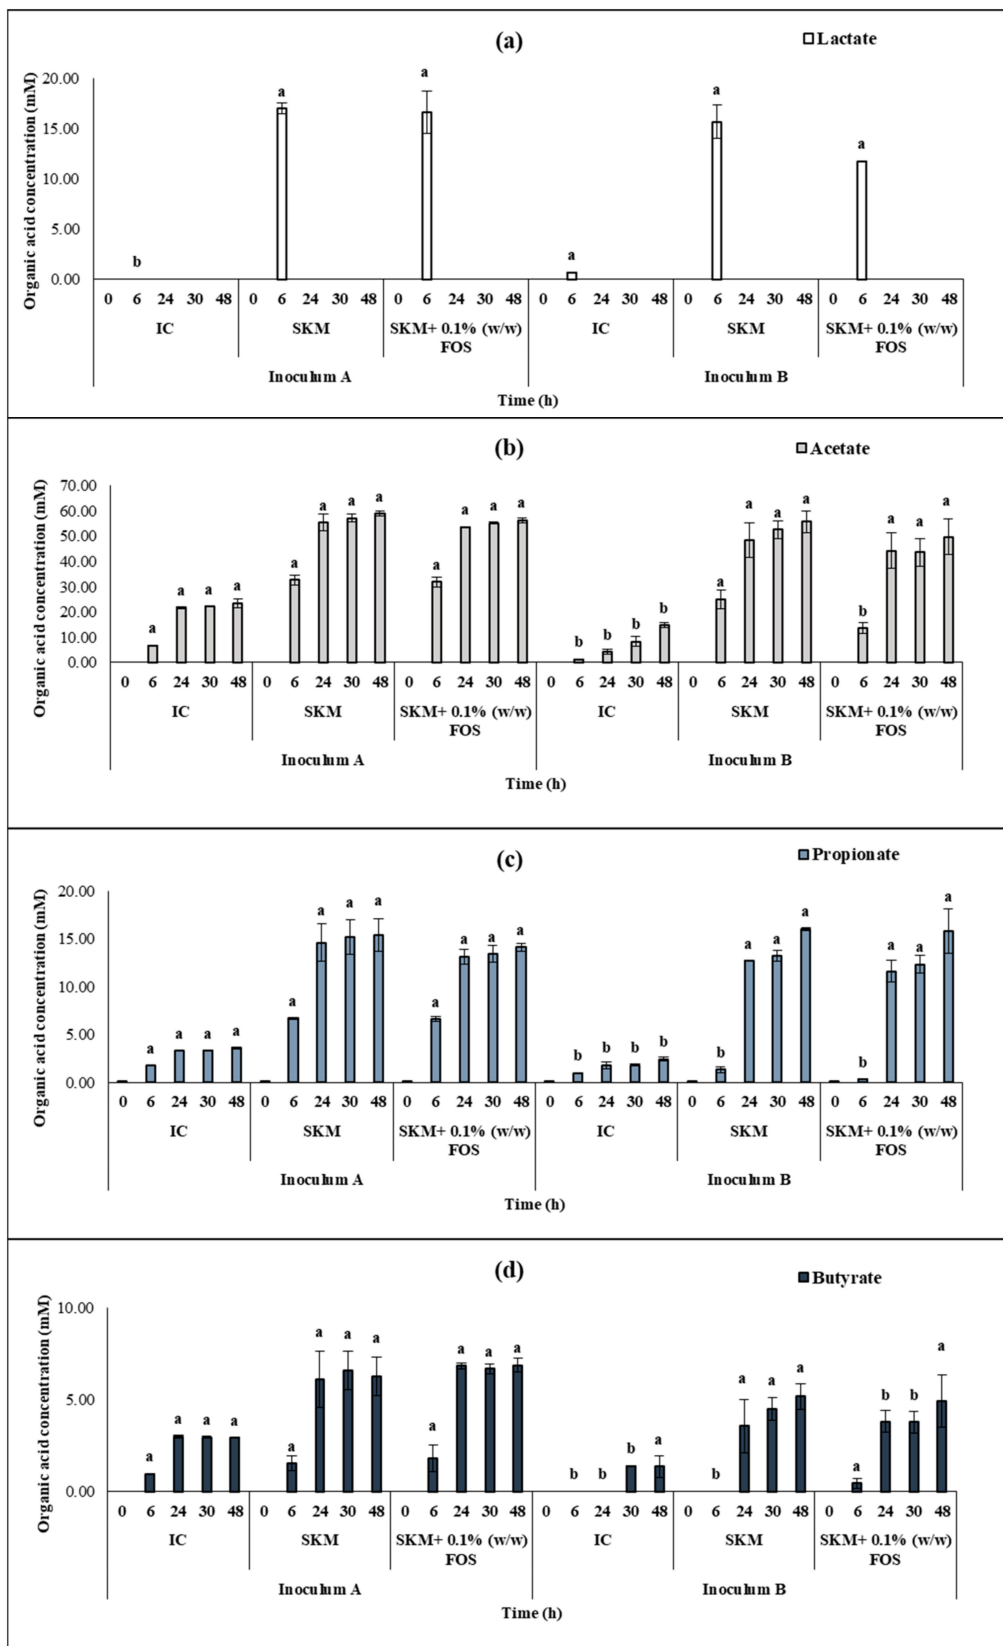 (a)
Lactate
Organic acid concentration (mM)
20.00
15.00
10.00
5.00
0.00
b a a a a a
0 6 24 30 48 0 6 24 30 48 0 6 24 30 48 0 6 24 30 48 0 6 24 30 48 0 6 24 30 48
IC SKM SKM+ 0.1% (w/w) IC SKM SKM+ 0.1% (w/w)
FOS FOS
Inoculum A Inoculum B
Time (h)
(b)
Acetate
Organic acid concentration (mM)
70.00
60.00
50.00
40.00
30.00
20.00
10.00
0.00
a a a a a a a a a a a a b b b b a a a a b a a a
0 6 24 30 48 0 6 24 30 48 0 6 24 30 48 0 6 24 30 48 0 6 24 30 48 0 6 24 30 48
IC SKM SKM+ 0.1% (w/w) IC SKM SKM+ 0.1% (w/w)
FOS FOS
Inoculum A Inoculum B
Time (h)
(c)
Propionate
Organic acid concentration (mM)
20.00
15.00
10.00
5.00
0.00
a a a a a a a a a a a a b b b b b a a a b a a a
0 6 24 30 48 0 6 24 30 48 0 6 24 30 48 0 6 24 30 48 0 6 24 30 48 0 6 24 30 48
IC SKM SKM+ 0.1% (w/w) IC SKM SKM+ 0.1% (w/w)
FOS FOS
Inoculum A Inoculum B
Time (h)
(d)
Butyrate
Organic acid concentration (mM)
10.00
5.00
0.00
a a a a a a a a a a a a b b b a b a a a a b b a
0 6 24 30 48 0 6 24 30 48 0 6 24 30 48 0 6 24 30 48 0 6 24 30 48 0 6 24 30 48
IC SKM SKM+ 0.1% (w/w) IC SKM SKM+ 0.1% (w/w)
FOS FOS
Inoculum A Inoculum B
Time (h)